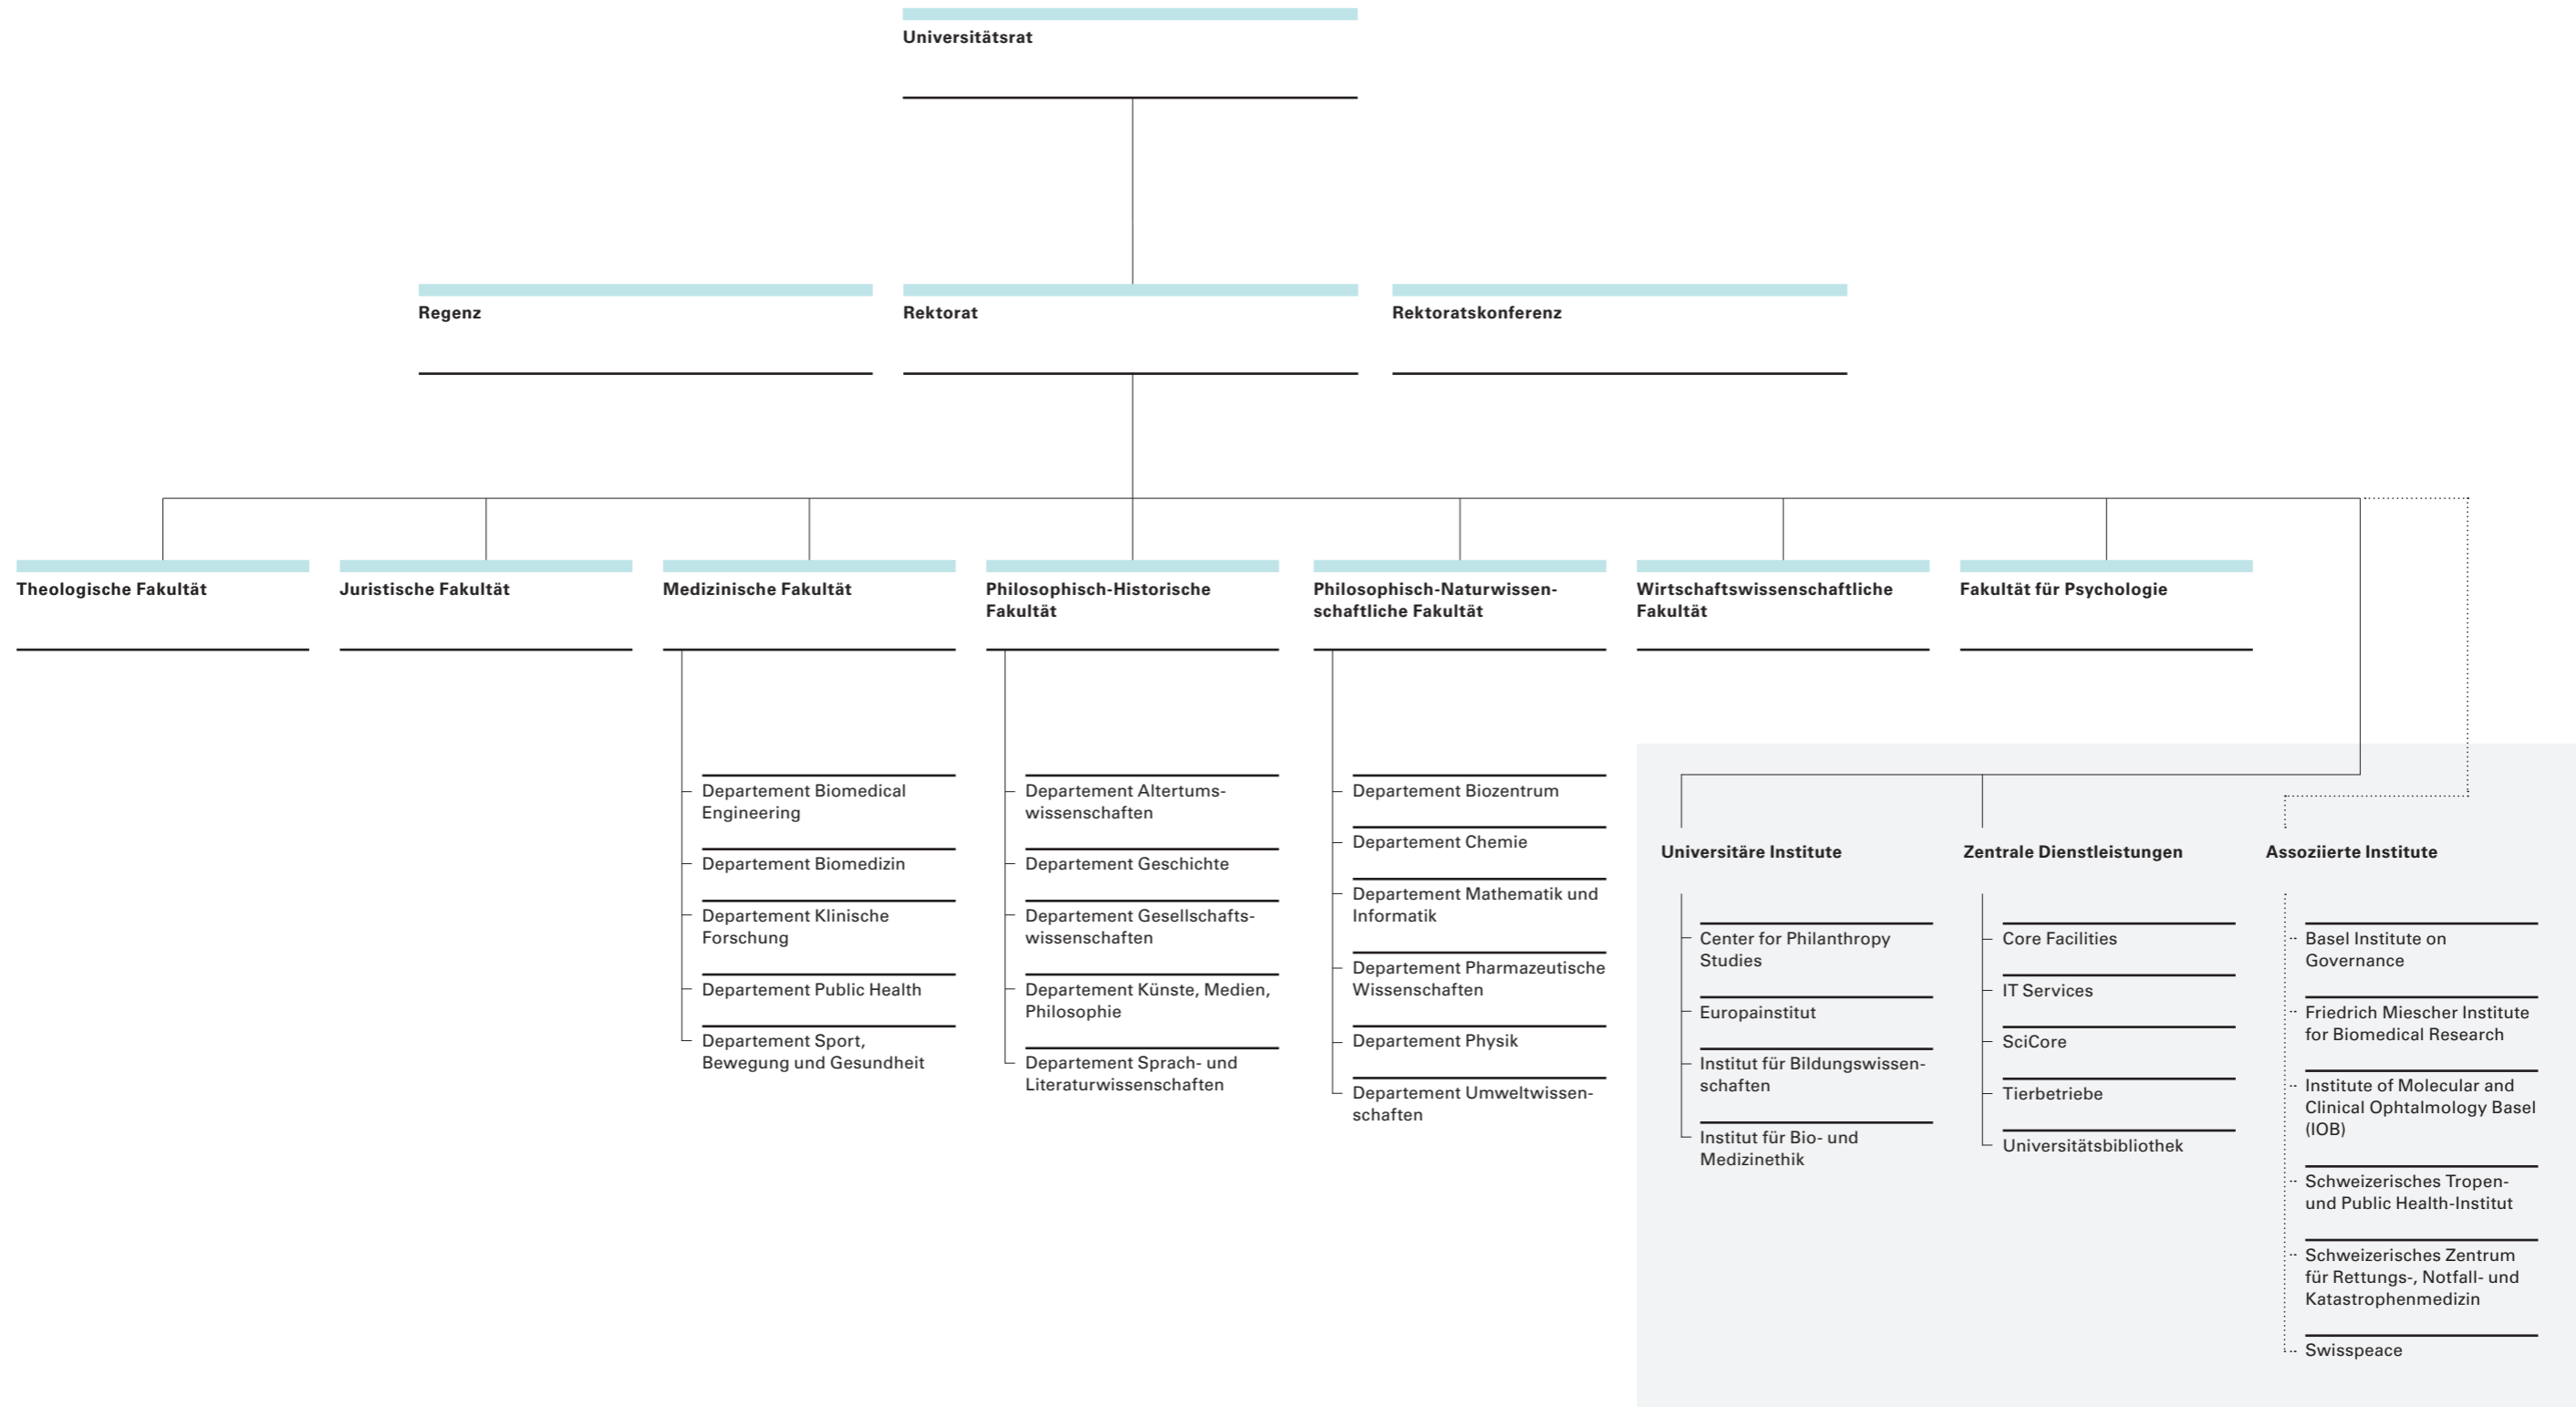 Universitätsrat
Regenz
Rektorat
Rektoratskonferenz
Theologische Fakultät
Juristische Fakultät
Medizinische Fakultät
Philosophisch-Historische
Fakultät
Philosophisch-Naturwissen-
schaftliche Fakultät
Wirtschaftswissenschaftliche
Fakultät
Fakultät für Psychologie
Departement Biomedical
Engineering
Departement Biomedizin
Departement Klinische
Forschung
Departement Public Health
Departement Sport,
Bewegung und Gesundheit
Departement Altertums-
wissenschaften
Departement Geschichte
Departement Gesellschafts-
wissenschaften
Departement Künste, Medien,
Philosophie
Departement Sprach- und
Literaturwissenschaften
Departement Biozentrum
Departement Chemie
Departement Mathematik und
Informatik
Departement Pharmazeutische
Wissenschaften
Departement Physik
Departement Umweltwissen-
schaften
Universitäre Institute
Center for Philanthropy
Studies
Europainstitut
Institut für Bildungswissen-
schaften
Institut für Bio- und
Medizinethik
Zentrale Dienstleistungen
Core Facilities
IT Services
SciCore
Tierbetriebe
Universitätsbibliothek
Assoziierte Institute
Basel Institute on
Governance
Friedrich Miescher Institute
for Biomedical Research
Institute of Molecular and
Clinical Ophtalmology Basel
(IOB)
Schweizerisches Tropen-
und Public Health-Institut
Schweizerisches Zentrum
für Rettungs-, Notfall- und
Katastrophenmedizin
Swisspeace